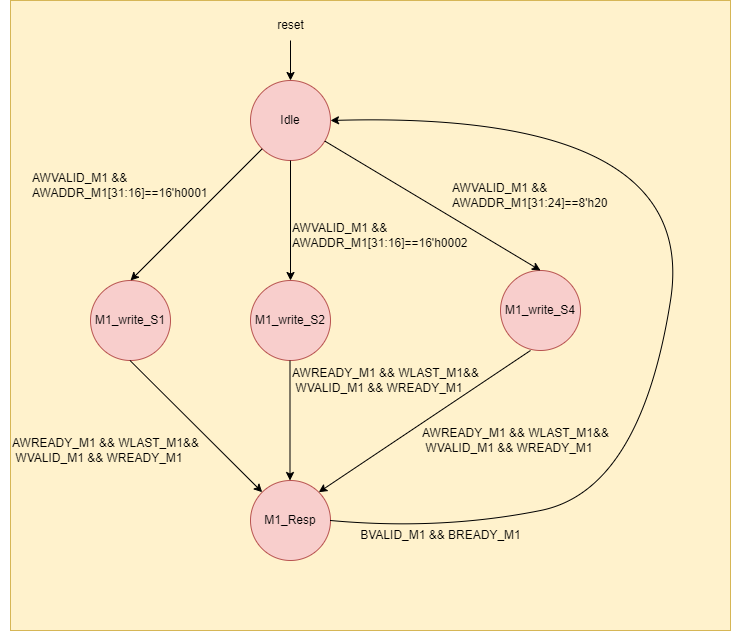 reset
Idle
AWVALID_M1 &&
AWADDR_M1[31:16]==16'h0001
AWVALID_M1 &&
AWADDR_M1[31:24]==8'h20
AWVALID_M1 &&
AWADDR_M1[31:16]==16'h0002
M1_write_S1
M1_write_S2
M1_write_S4
AWREADY_M1 && WLAST_M1&&
WVALID_M1 && WREADY_M1
AWREADY_M1 && WLAST_M1&&
WVALID_M1 && WREADY_M1
AWREADY_M1 && WLAST_M1&&
WVALID_M1 && WREADY_M1
M1_Resp
BVALID_M1 && BREADY_M1